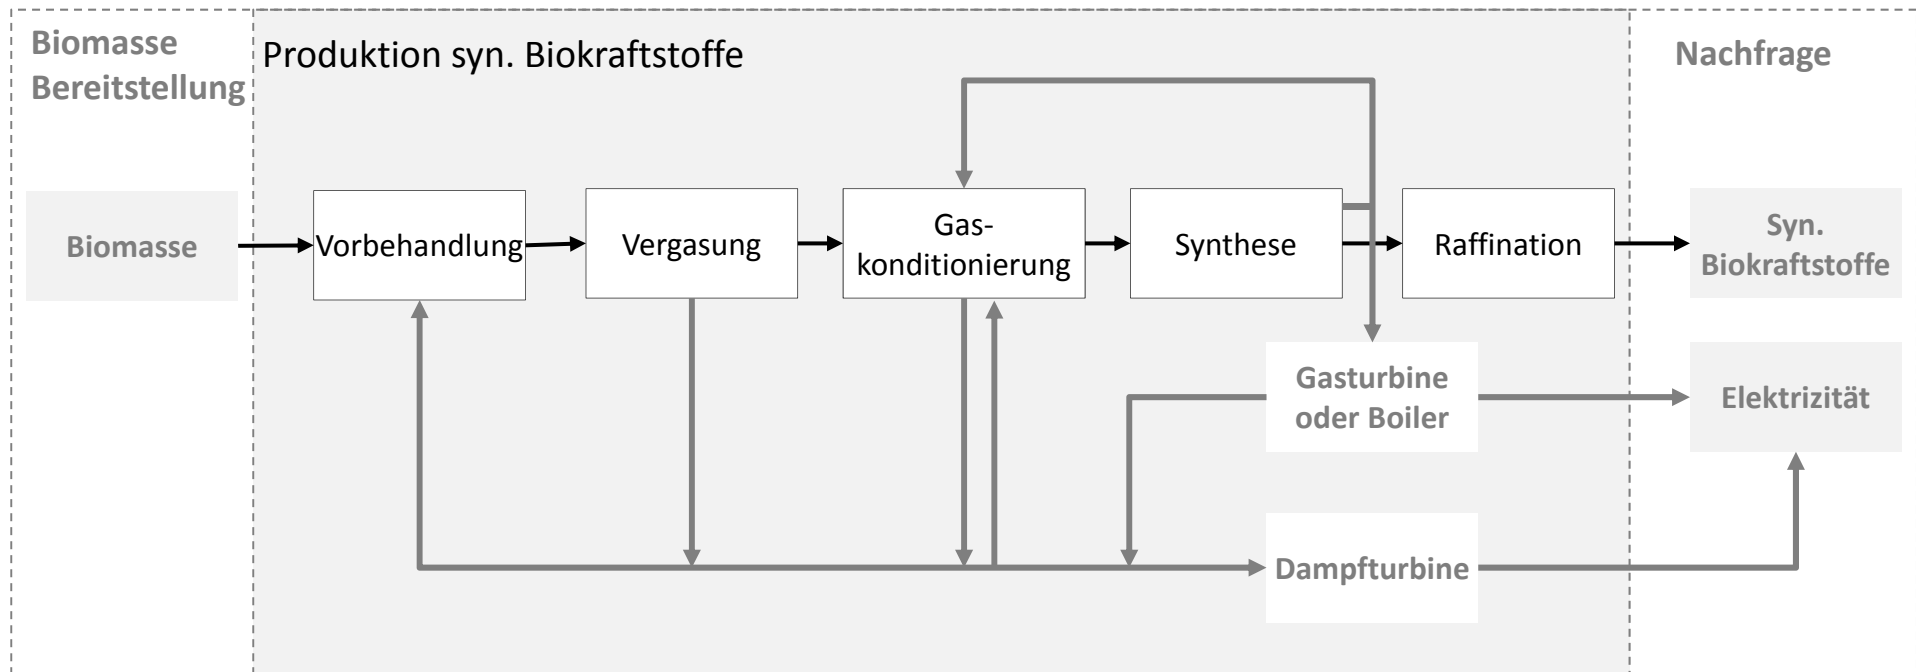 Biomasse
Bereitstellung
Produktion syn. Biokraftstoffe
Nachfrage
Biomasse
Vorbehandlung
Vergasung
Gas-
konditionierung
Synthese
Raffination
Syn.
Biokraftstoffe
Gasturbine
oder Boiler
Elektrizität
Dampfturbine